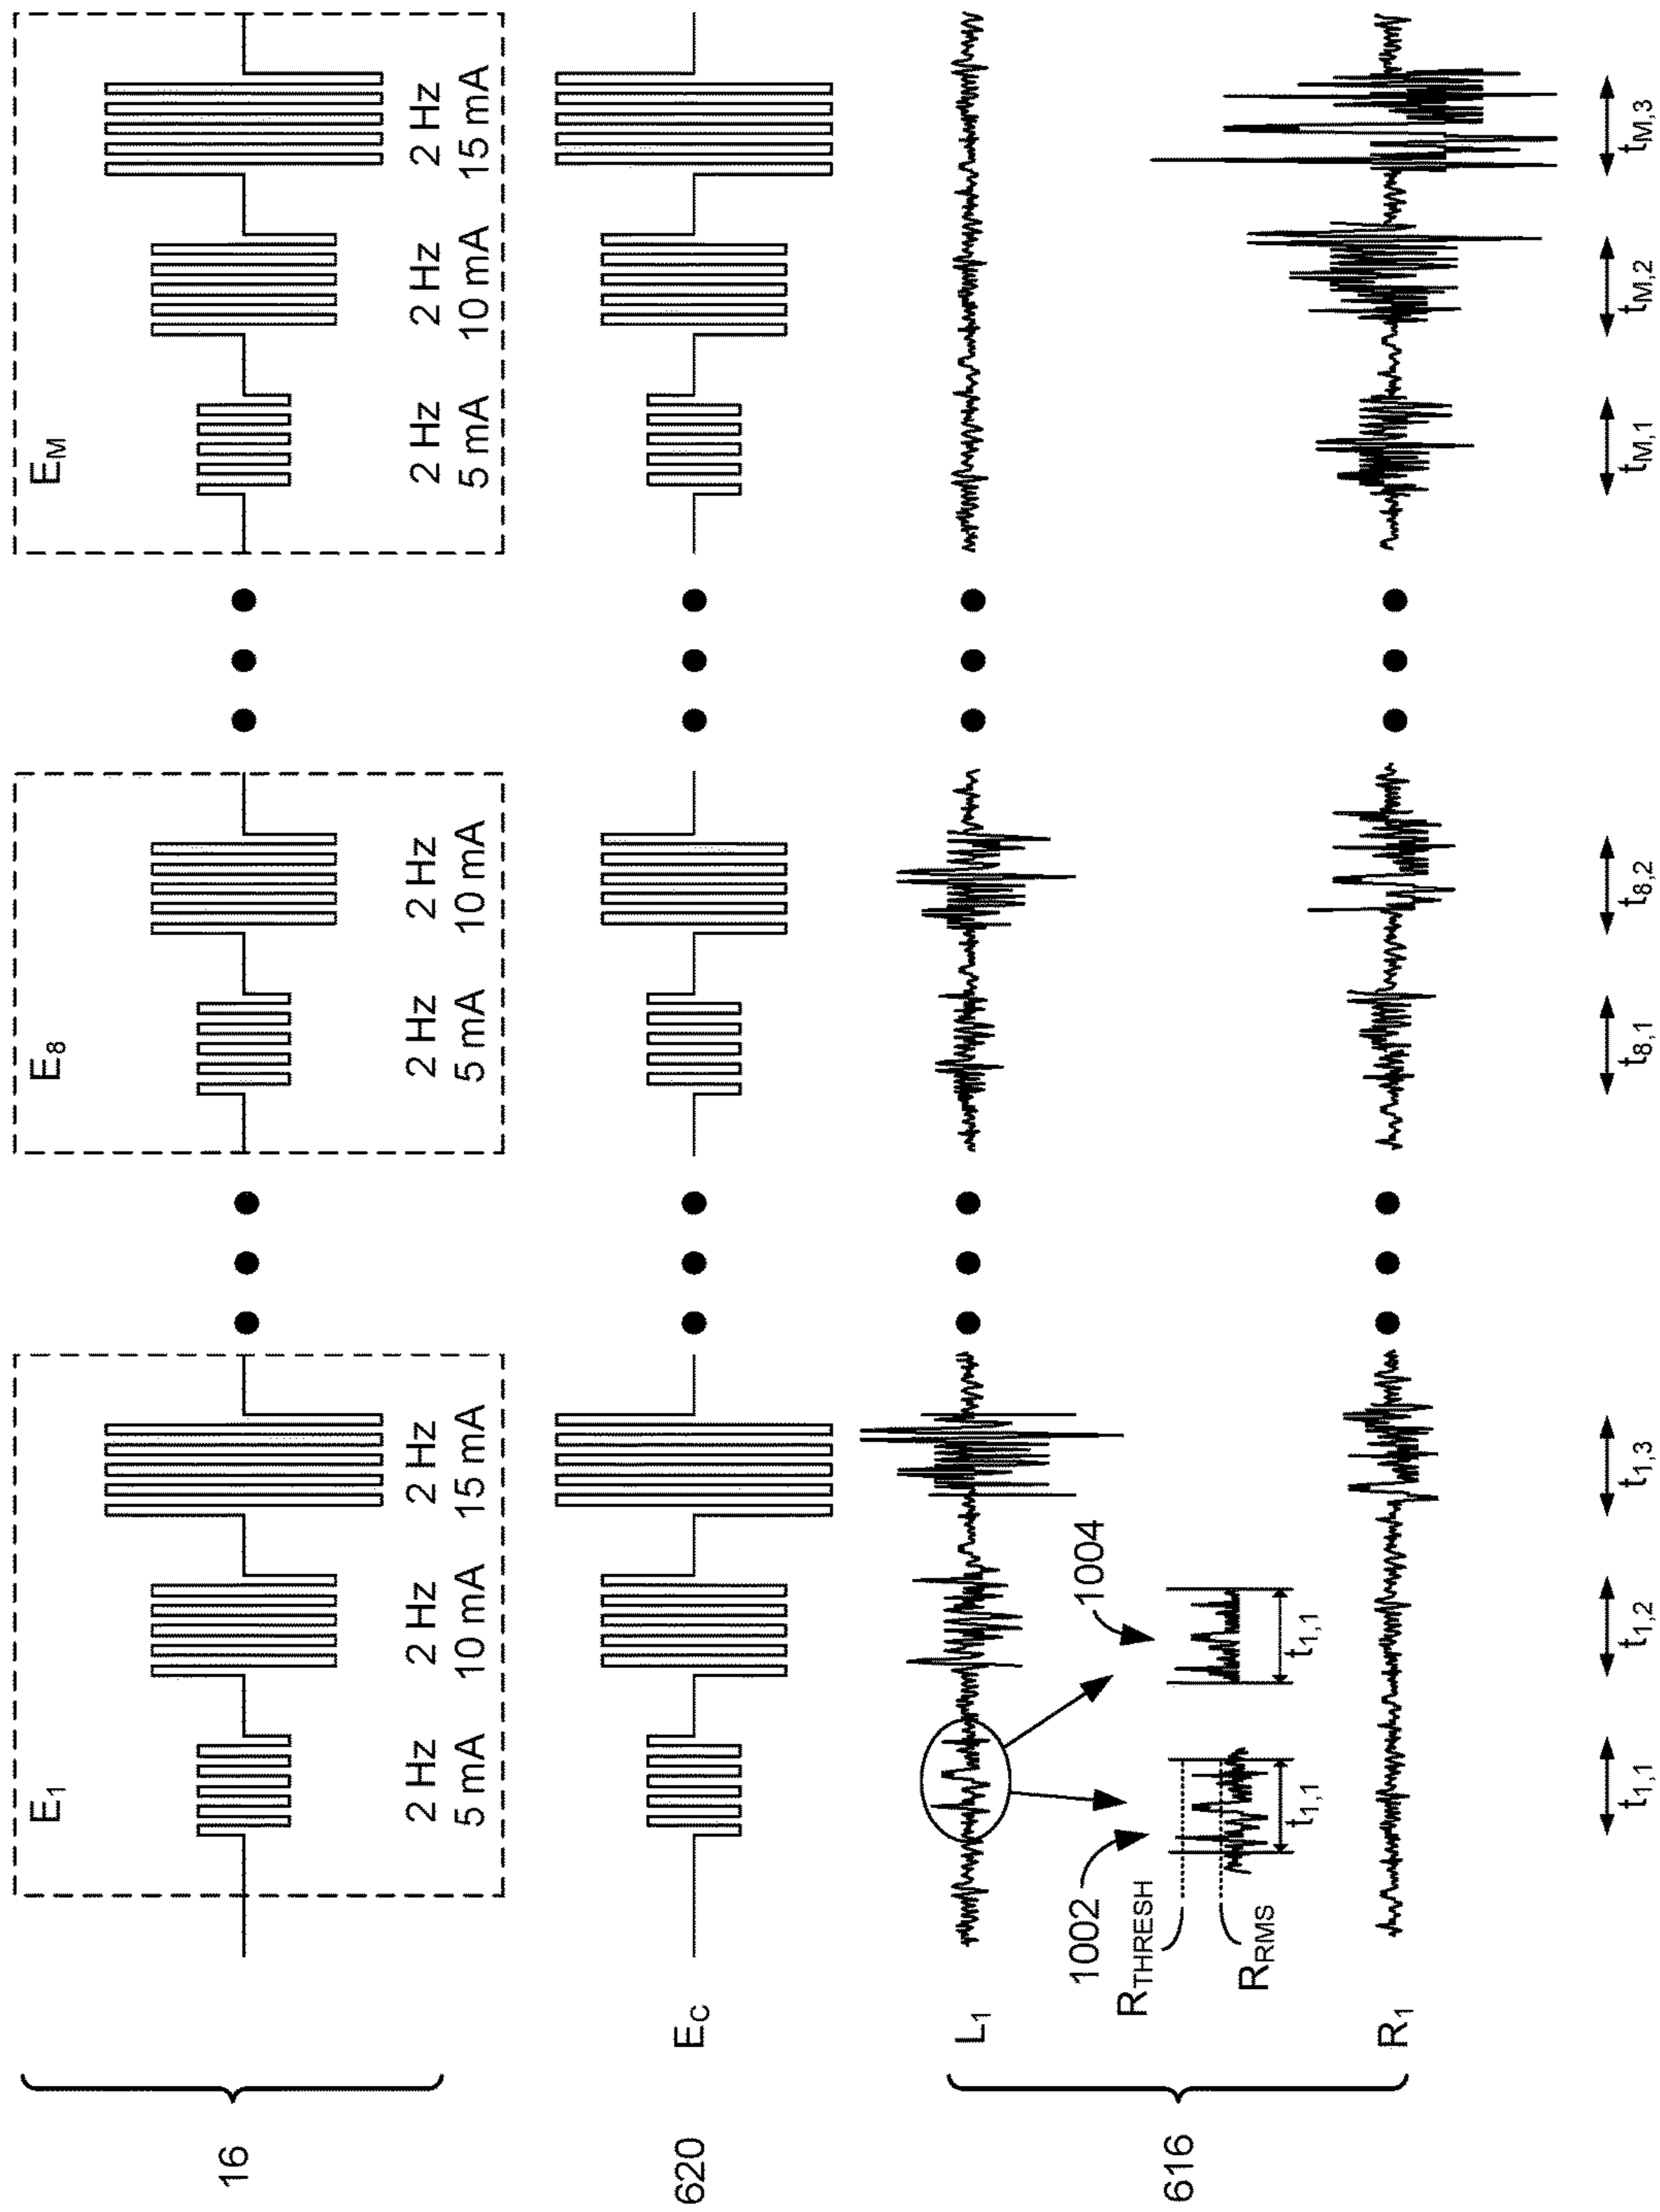 16
E1
2 Hz
5 mA
2 Hz
10 mA
2 Hz
15 mA
E8
2 Hz
5 mA
2 Hz
10 mA
EM
2 Hz
5 mA
2 Hz
10 mA
2 Hz
15 mA
620
EC
616
L1
1002
RTHRESH
RRMS
t1,1
1004
t1,1
R1
t1,1
t1,2
t1,3
t8,1
t8,2
tM,1
tM,2
tM,3